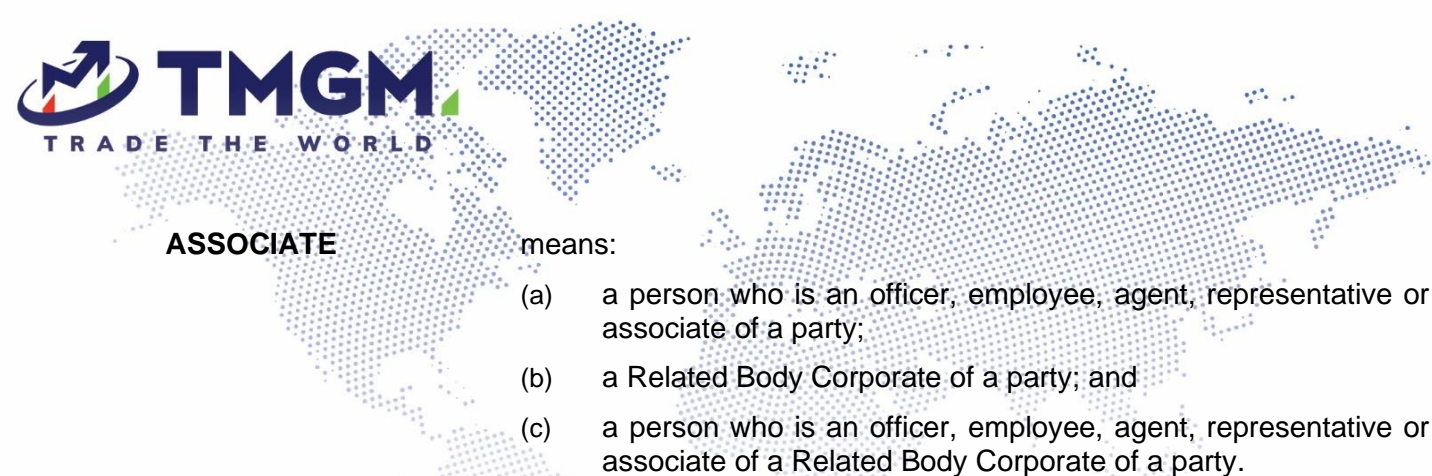 TMGM
TRADE THE WORLD
ASSOCIATE means:
(a) a person who is an officer, employee, agent, representative or
associate of a party;
(b) a Related Body Corporate of a party; and
(c) a person who is an officer, employee, agent, representative or
associate of a Related Body Corporate of a party.